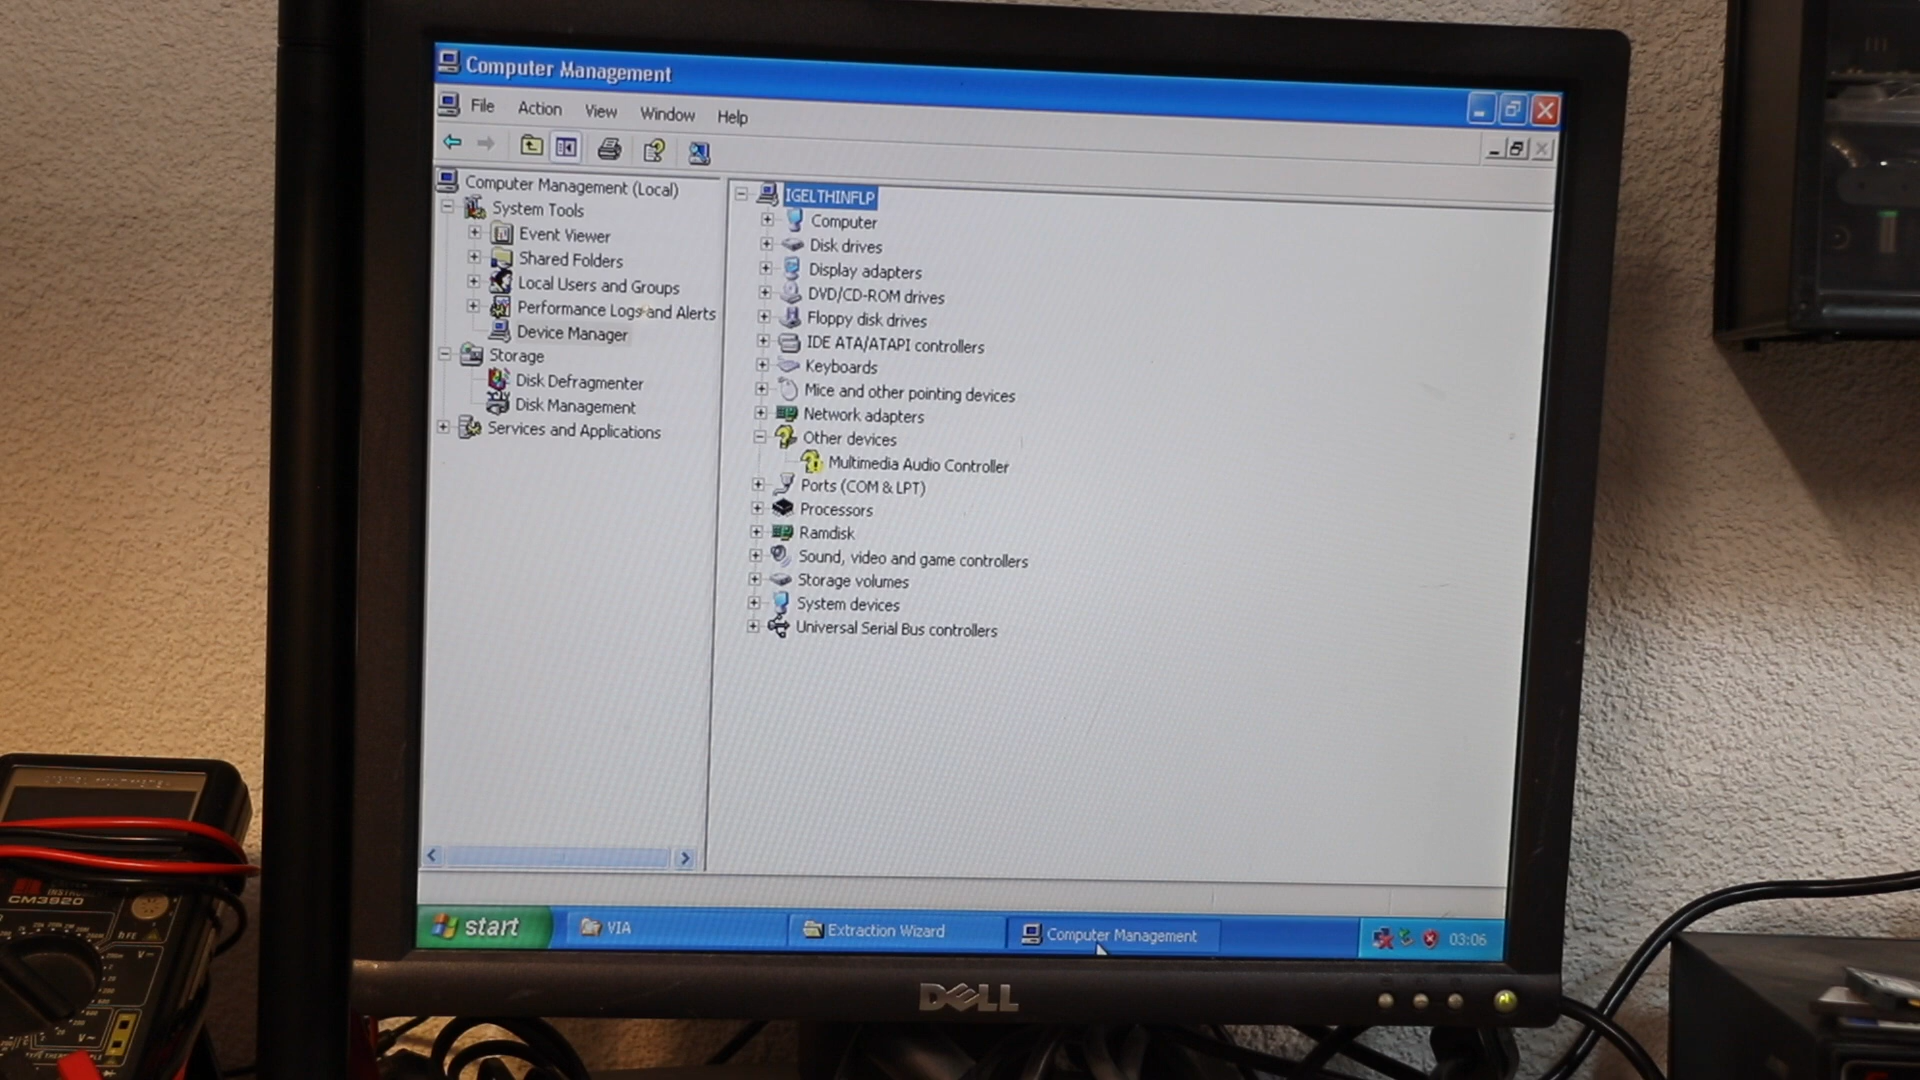 Computer Management
File Action View Window Help
Computer Management (Local)
System Tools
Event Viewer
Shared Folders
Local Users and Groups
Performance Logs and Alerts
Device Manager
Storage
Disk Defragmenter
Disk Management
Services and Applications
IGELTHINFLP
Computer
Disk drives
Display adapters
DVD/CD-ROM drives
Floppy disk drives
IDE ATA/ATAPI controllers
Keyboards
Mice and other pointing devices
Network adapters
Other devices
Multimedia Audio Controller
Ports (COM & LPT)
Processors
Ramdisk
Sound, video and game controllers
Storage volumes
System devices
Universal Serial Bus controllers
start
VIA
Extraction Wizard
Computer Management
03:06
DELL
CM3920
hFE
V~